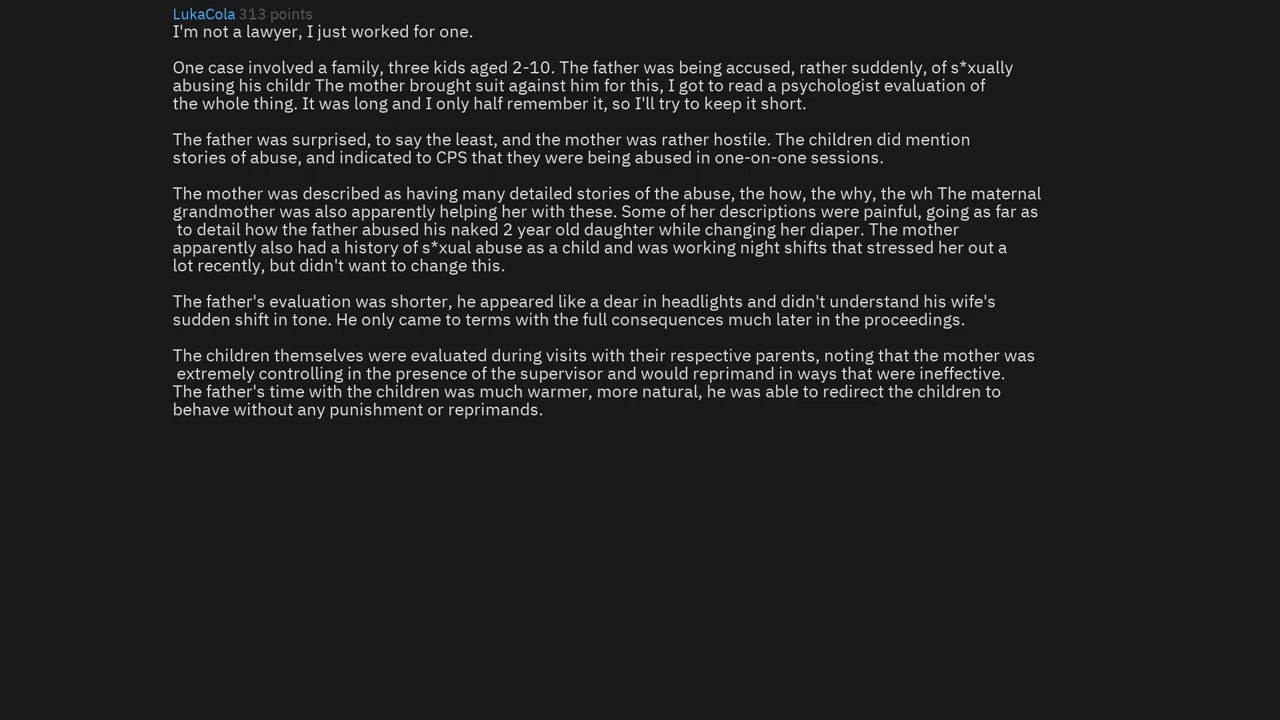 LukaCola 313 points
I'm not a lawyer, I just worked for one.
One case involved a family, three kids aged 2-10. The father was being accused, rather suddenly, of s*xually
abusing his childr The mother brought suit against him for this, I got to read a psychologist evaluation of
the whole thing. It was long and I only half remember it, so I'll try to keep it short.
The father was surprised, to say the least, and the mother was rather hostile. The children did mention
stories of abuse, and indicated to CPS that they were being abused in one-on-one sessions.
The mother was described as having many detailed stories of the abuse, the how, the why, the wh The maternal
grandmother was also apparently helping her with these. Some of her descriptions were painful, going as far as
to detail how the father abused his naked 2 year old daughter while changing her diaper. The mother
apparently also had a history of s*xual abuse as a child and was working night shifts that stressed her out a
lot recently, but didn't want to change this.
The father's evaluation was shorter, he appeared like a dear in headlights and didn't understand his wife's
sudden shift in tone. He only came to terms with the full consequences much later in the proceedings.
The children themselves were evaluated during visits with their respective parents, noting that the mother was
extremely controlling in the presence of the supervisor and would reprimand in ways that were ineffective.
The father's time with the children was much warmer, more natural, he was able to redirect the children to
behave without any punishment or reprimands.